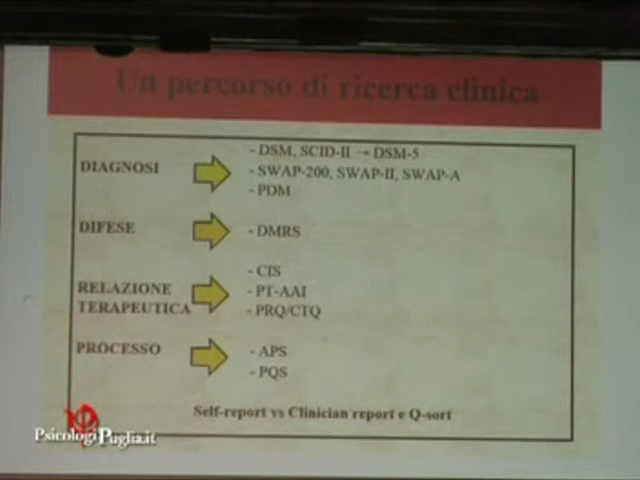 Un percorso di ricerca clinica
DIAGNOSI
- DSM, SCID-II → DSM-5
- SWAP-200, SWAP-II, SWAP-A
- PDM
DIFESE
- DMRS
RELAZIONE
TERAPEUTICA
- CIS
- PT-AAI
- PRQ/CTQ
PROCESSO
- APS
- PQS
Self-report vs Clinician report e Q-sort
PsicologiPuglia.it